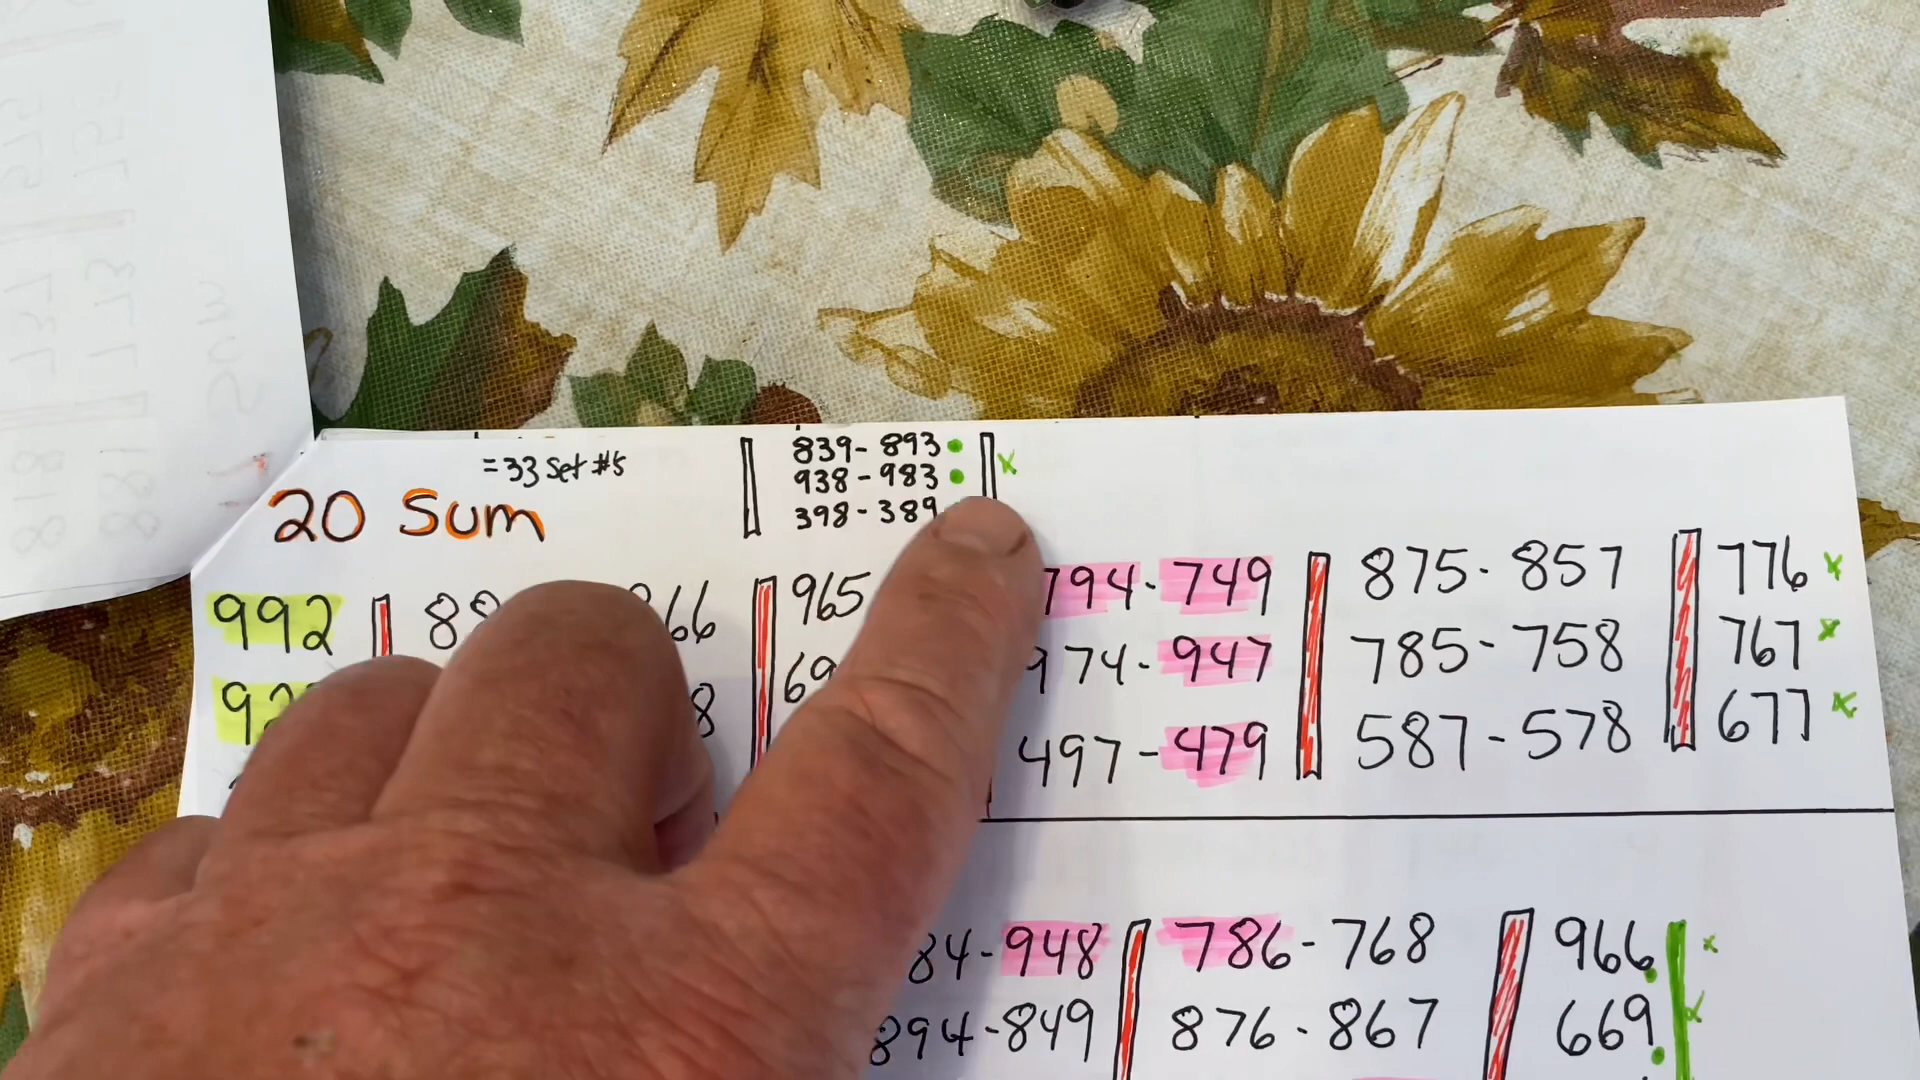 =33 Set #5
839- 893
938 - 983
398 - 389
20 Sum
992 965 794 - 749 875 - 857 776
974 - 947 785 - 758 767
497 - 479 587 - 578 677
948 786 - 768 966
894 - 849 876 - 867 669